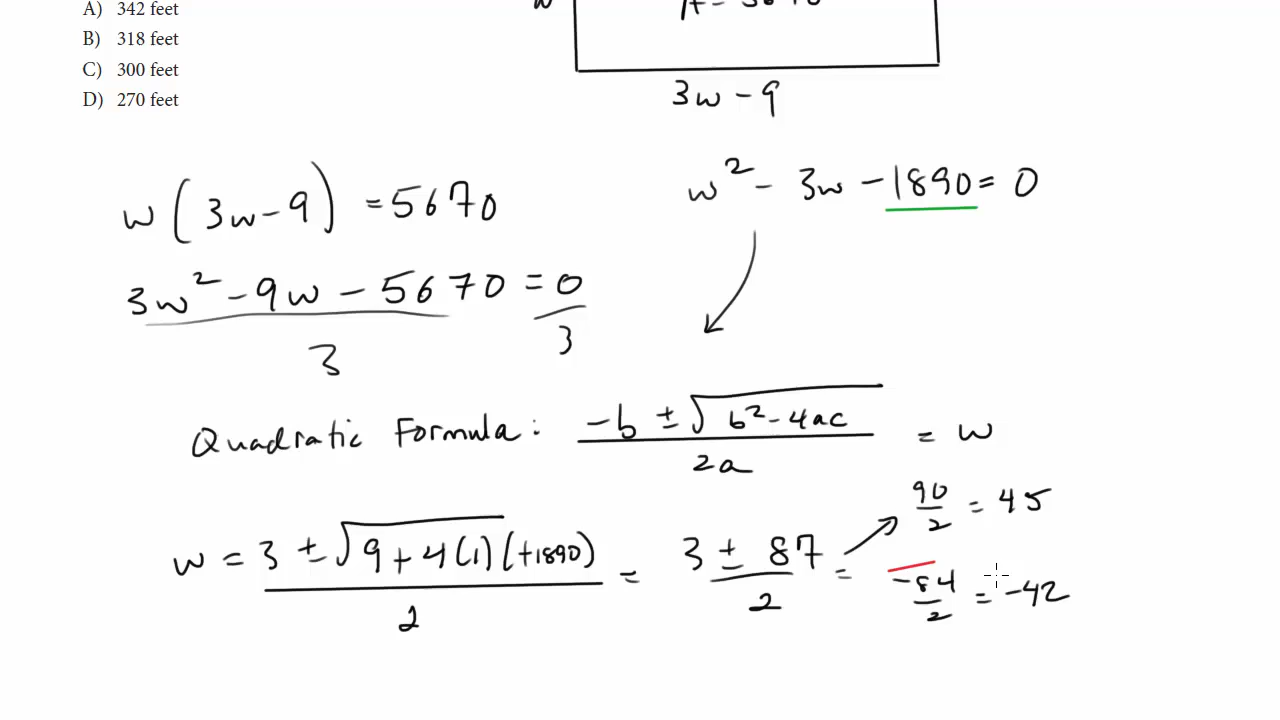 A) 342 feet
B) 318 feet
C) 300 feet
D) 270 feet
w
A = 5670
3w - 9
w(3w-9) = 5670
3w² - 9w - 5670 = 0
3 3
w² - 3w - 1890 = 0
Quadratic Formula: -b ± √b² - 4ac = w
2a
w = 3 ± √9 + 4(1)(+1890) = 3 ± 87 =
2 2
90/2 = 45
-84/2 = -42